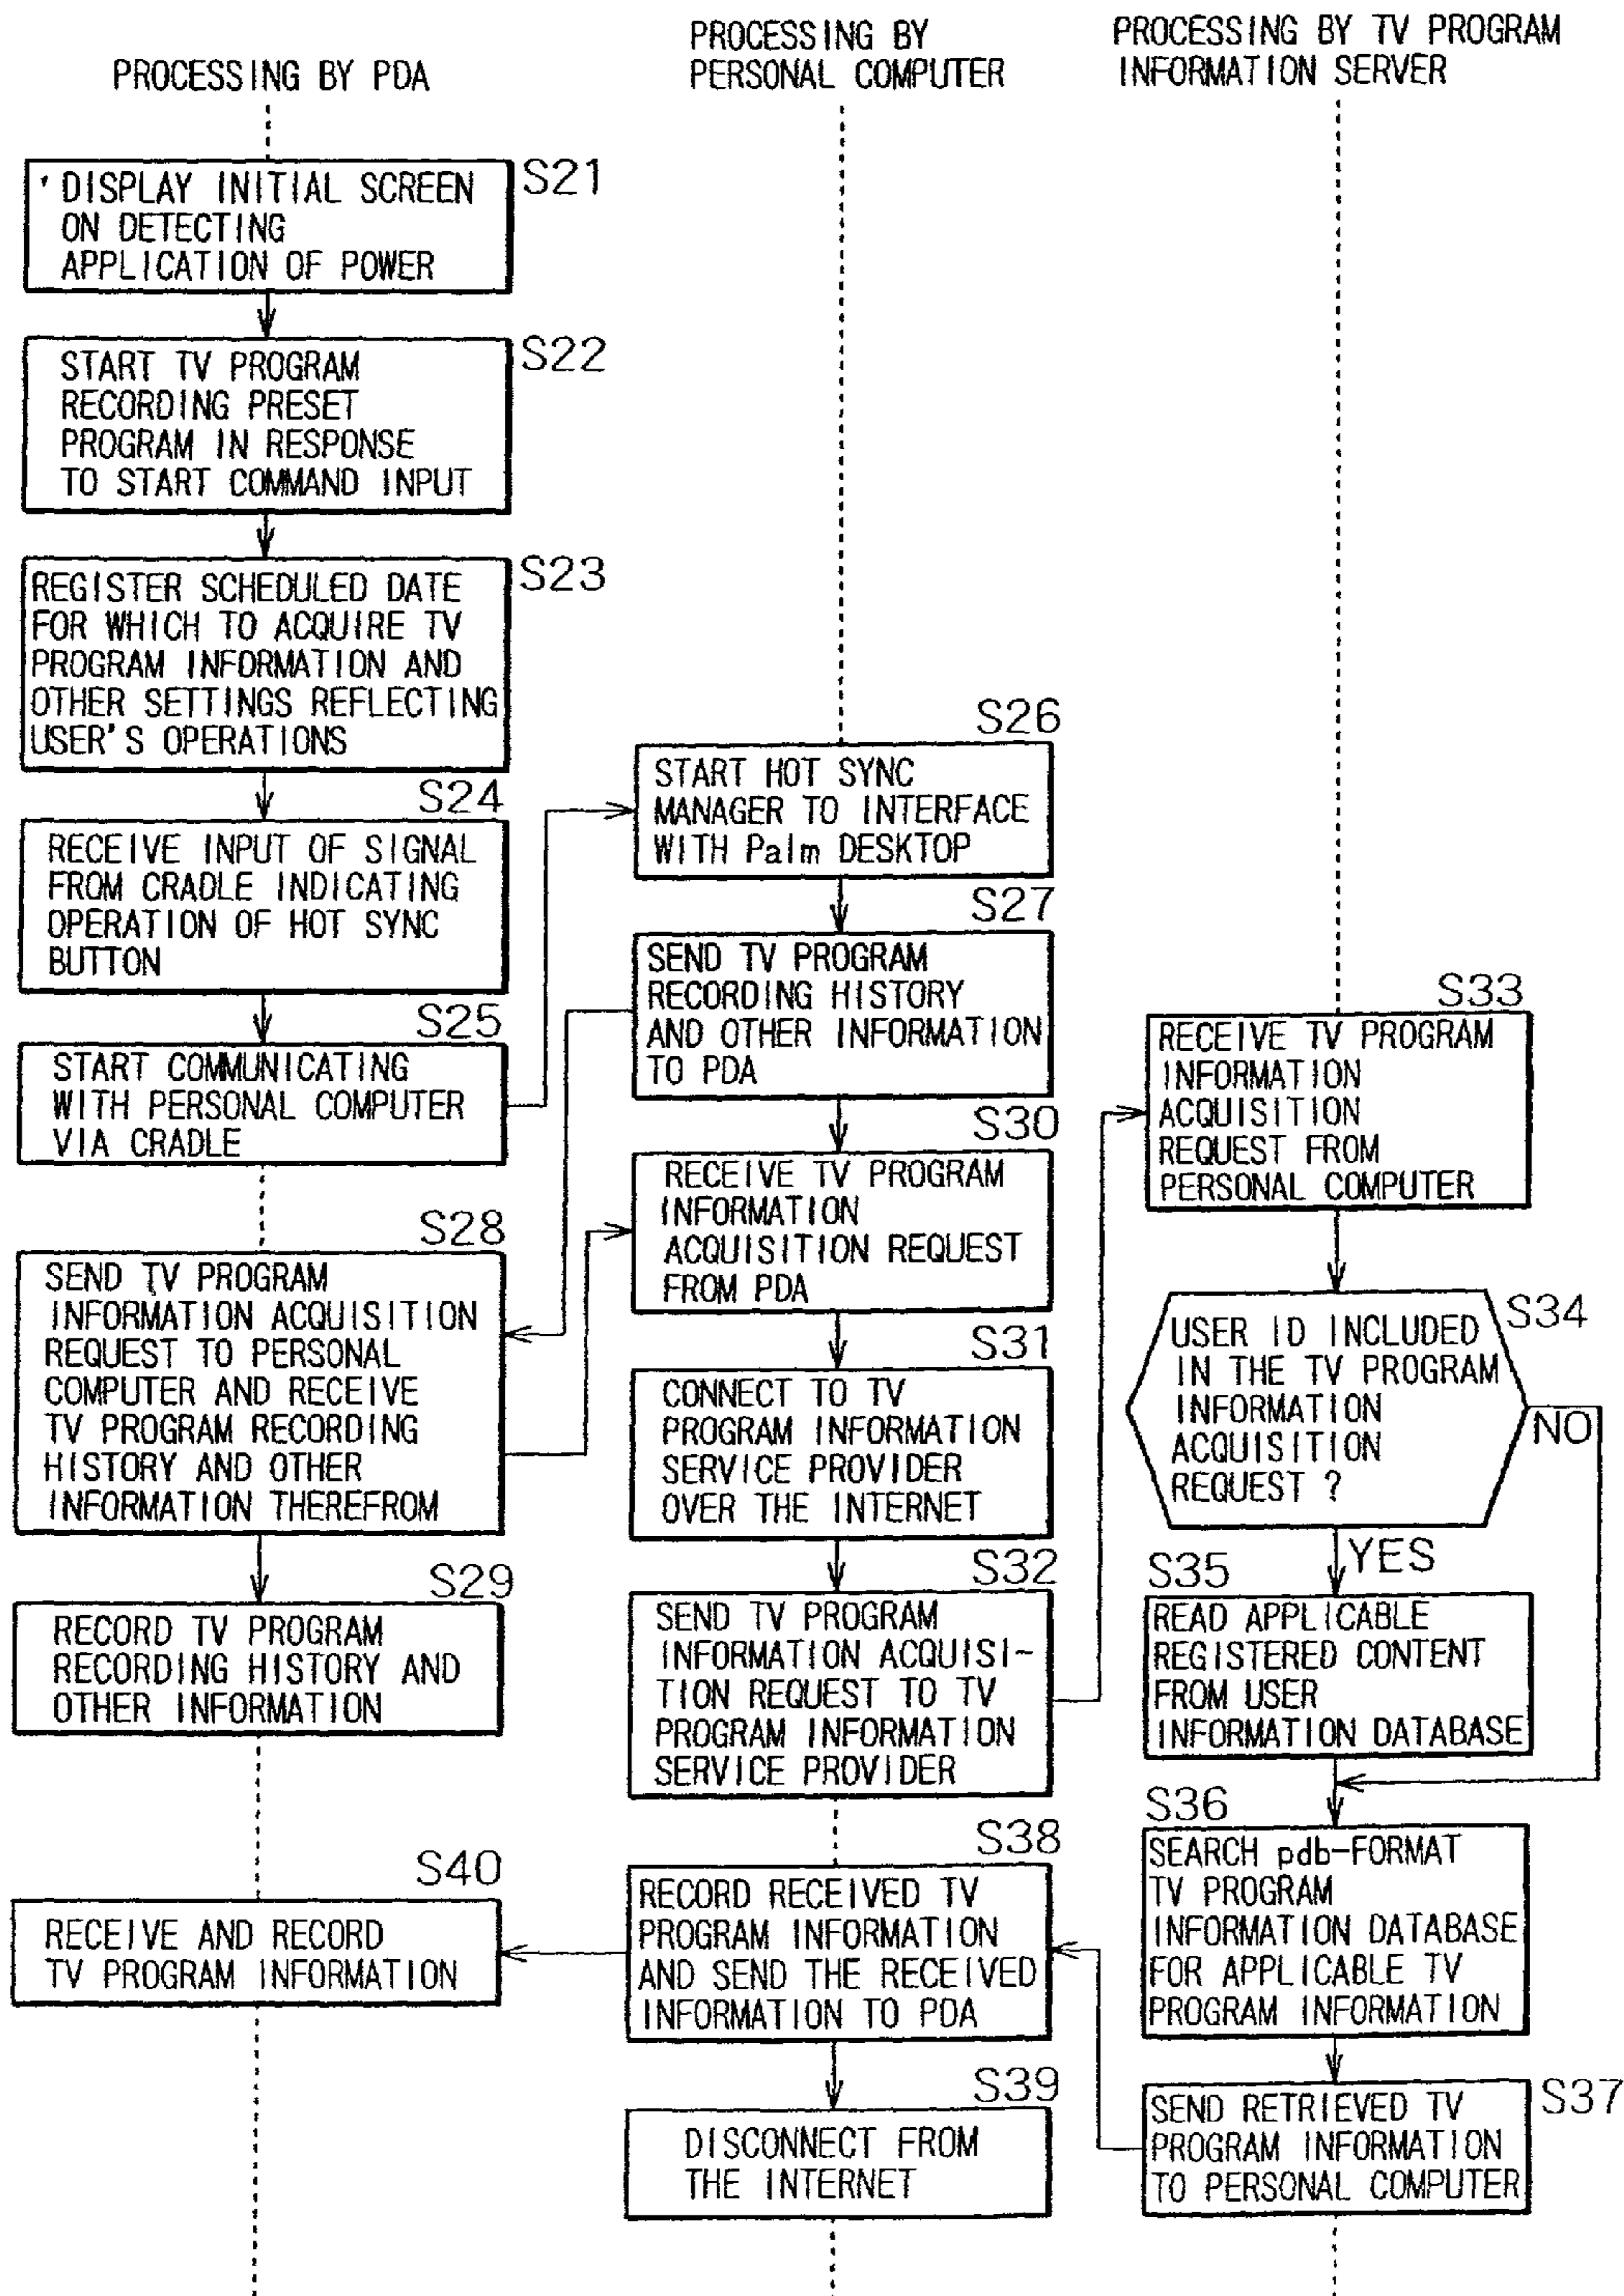 PROCESSING BY PDA
PROCESSING BY
PERSONAL COMPUTER
PROCESSING BY TV PROGRAM
INFORMATION SERVER
S21
DISPLAY INITIAL SCREEN
ON DETECTING
APPLICATION OF POWER
S22
START TV PROGRAM
RECORDING PRESET
PROGRAM IN RESPONSE
TO START COMMAND INPUT
S23
REGISTER SCHEDULED DATE
FOR WHICH TO ACQUIRE TV
PROGRAM INFORMATION AND
OTHER SETTINGS REFLECTING
USER'S OPERATIONS
S24
RECEIVE INPUT OF SIGNAL
FROM CRADLE INDICATING
OPERATION OF HOT SYNC
BUTTON
S25
START COMMUNICATING
WITH PERSONAL COMPUTER
VIA CRADLE
S26
START HOT SYNC
MANAGER TO INTERFACE
WITH Palm DESKTOP
S27
SEND TV PROGRAM
RECORDING HISTORY
AND OTHER INFORMATION
TO PDA
S28
SEND TV PROGRAM
INFORMATION ACQUISITION
REQUEST TO PERSONAL
COMPUTER AND RECEIVE
TV PROGRAM RECORDING
HISTORY AND OTHER
INFORMATION THEREFROM
S29
RECORD TV PROGRAM
RECORDING HISTORY AND
OTHER INFORMATION
S30
RECEIVE TV PROGRAM
INFORMATION
ACQUISITION REQUEST
FROM PDA
S31
CONNECT TO TV
PROGRAM INFORMATION
SERVICE PROVIDER
OVER THE INTERNET
S32
SEND TV PROGRAM
INFORMATION ACQUISI-
TION REQUEST TO TV
PROGRAM INFORMATION
SERVICE PROVIDER
S33
RECEIVE TV PROGRAM
INFORMATION
ACQUISITION
REQUEST FROM
PERSONAL COMPUTER
S34
USER ID INCLUDED
IN THE TV PROGRAM
INFORMATION
ACQUISITION
REQUEST ?
NO
YES
S35
READ APPLICABLE
REGISTERED CONTENT
FROM USER
INFORMATION DATABASE
S36
SEARCH pdb-FORMAT
TV PROGRAM
INFORMATION DATABASE
FOR APPLICABLE TV
PROGRAM INFORMATION
S37
SEND RETRIEVED TV
PROGRAM INFORMATION
TO PERSONAL COMPUTER
S38
RECORD RECEIVED TV
PROGRAM INFORMATION
AND SEND THE RECEIVED
INFORMATION TO PDA
S39
DISCONNECT FROM
THE INTERNET
S40
RECEIVE AND RECORD
TV PROGRAM INFORMATION